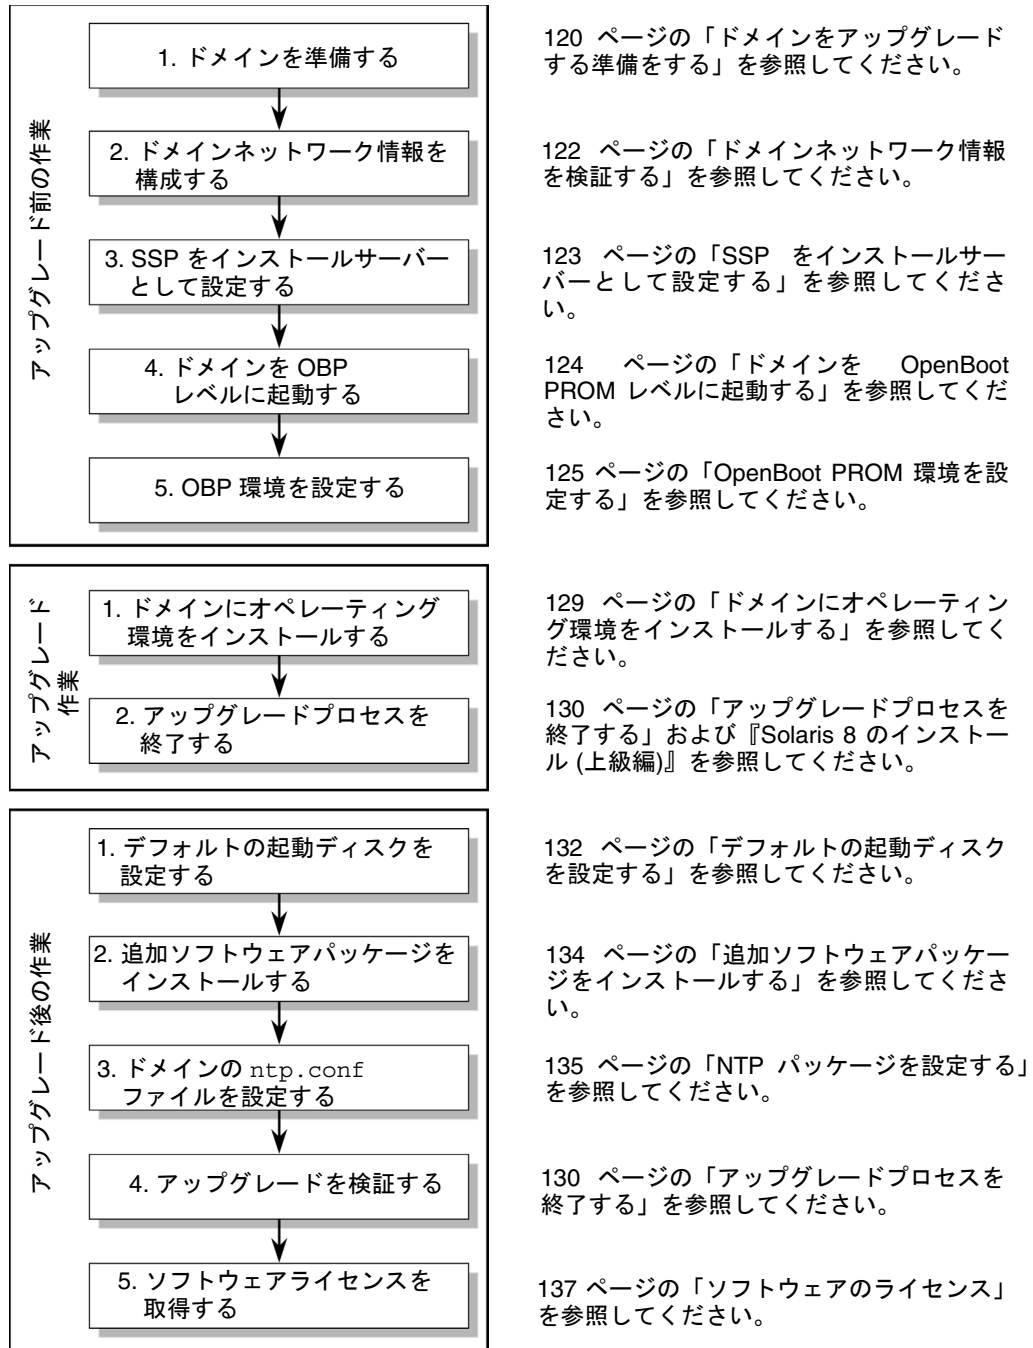 アップグレード前の作業
1. ドメインを準備する
120 ページの「ドメインをアップグレード
する準備をする」を参照してください。
2. ドメインネットワーク情報を
構成する
122 ページの「ドメインネットワーク情報
を検証する」を参照してください。
3. SSP をインストールサーバー
として設定する
123 ページの「SSP をインストールサー
バーとして設定する」を参照してくださ
い。
4. ドメインを OBP
レベルに起動する
124 ページの「ドメインを OpenBoot
PROM レベルに起動する」を参照してくだ
さい。
5. OBP 環境を設定する
125 ページの「OpenBoot PROM 環境を設
定する」を参照してください。
アップグレード
作業
1. ドメインにオペレーティング
環境をインストールする
129 ページの「ドメインにオペレーティン
グ環境をインストールする」を参照してく
ださい。
2. アップグレードプロセスを
終了する
130 ページの「アップグレードプロセスを
終了する」および『Solaris 8 のインストー
ル (上級編)』を参照してください。
アップグレード後の作業
1. デフォルトの起動ディスクを
設定する
132 ページの「デフォルトの起動ディスク
を設定する」を参照してください。
2. 追加ソフトウェアパッケージを
インストールする
134 ページの「追加ソフトウェアパッケー
ジをインストールする」を参照してくださ
い。
3. ドメインの ntp.conf
ファイルを設定する
135 ページの「NTP パッケージを設定する」
を参照してください。
4. アップグレードを検証する
130 ページの「アップグレードプロセスを
終了する」を参照してください。
5. ソフトウェアライセンスを
取得する
137 ページの「ソフトウェアのライセンス」
を参照してください。